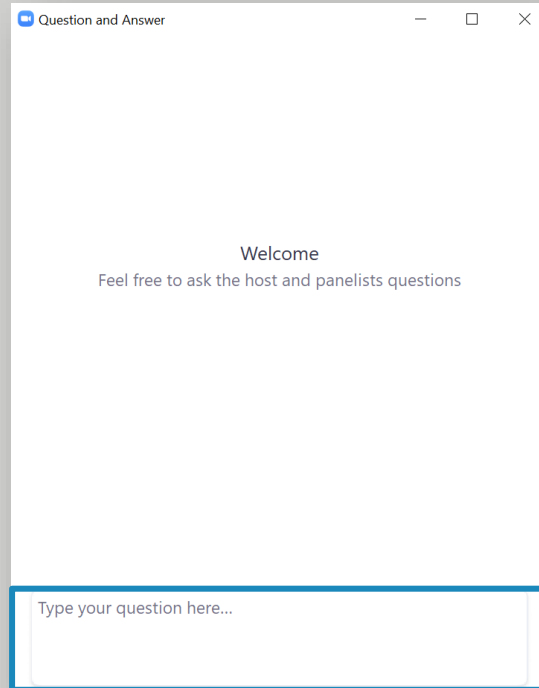 Question and Answer
Welcome
Feel free to ask the host and panelists questions
Type your question here...